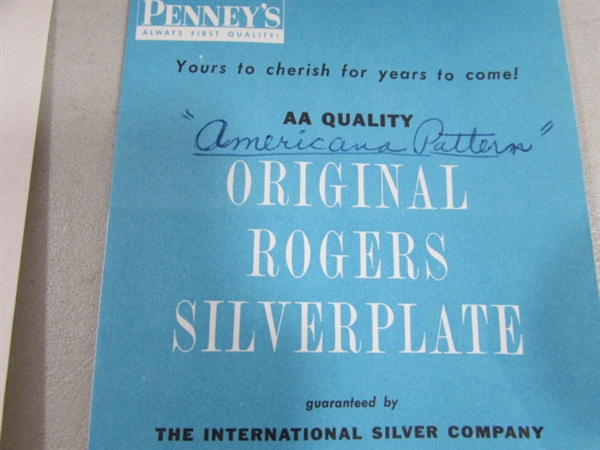 PENNEY'S
ALWAYS FIRST QUALITY!
Yours to cherish for years to come!
AA QUALITY
"Americana Pattern"
ORIGINAL
ROGERS
SILVERPLATE
guaranteed by
THE INTERNATIONAL SILVER COMPANY